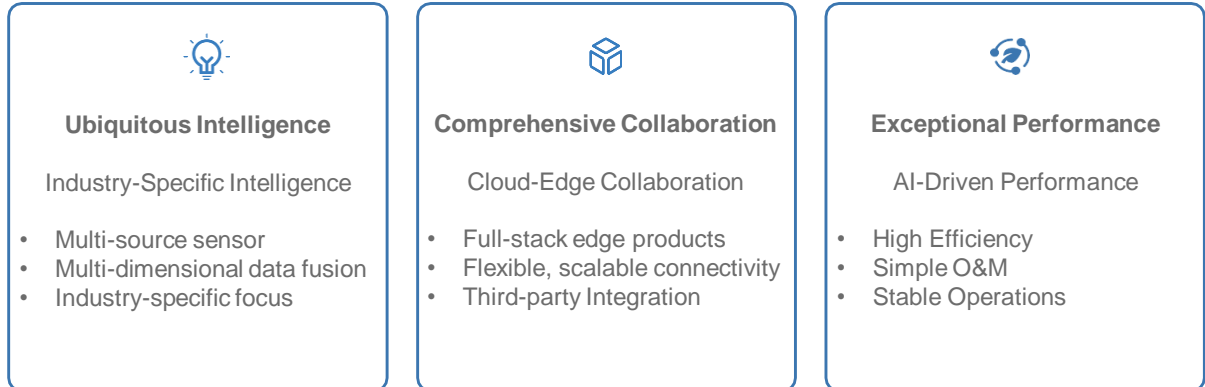 Ubiquitous Intelligence
Industry-Specific Intelligence
• Multi-source sensor
• Multi-dimensional data fusion
• Industry-specific focus
Comprehensive Collaboration
Cloud-Edge Collaboration
• Full-stack edge products
• Flexible, scalable connectivity
• Third-party Integration
Exceptional Performance
AI-Driven Performance
• High Efficiency
• Simple O&M
• Stable Operations